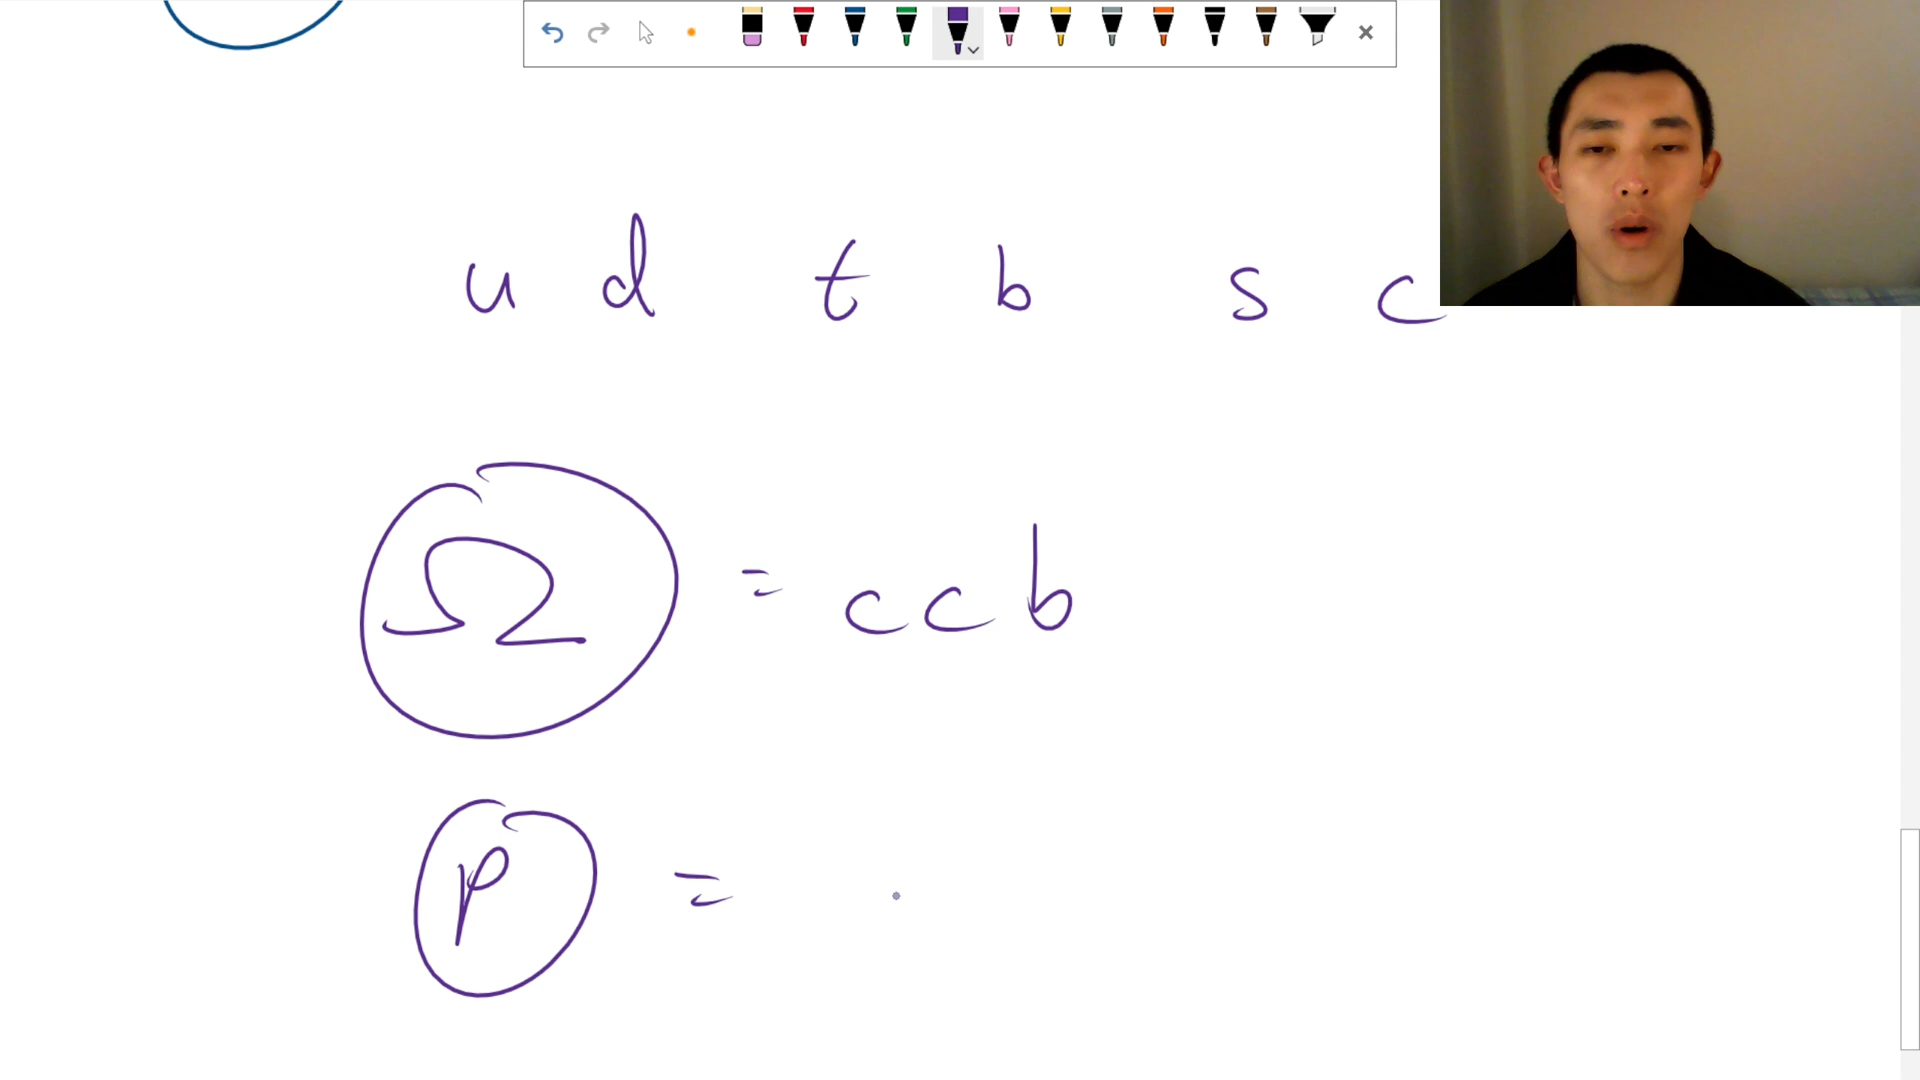 u d t b s c
Ω = ccb
p =